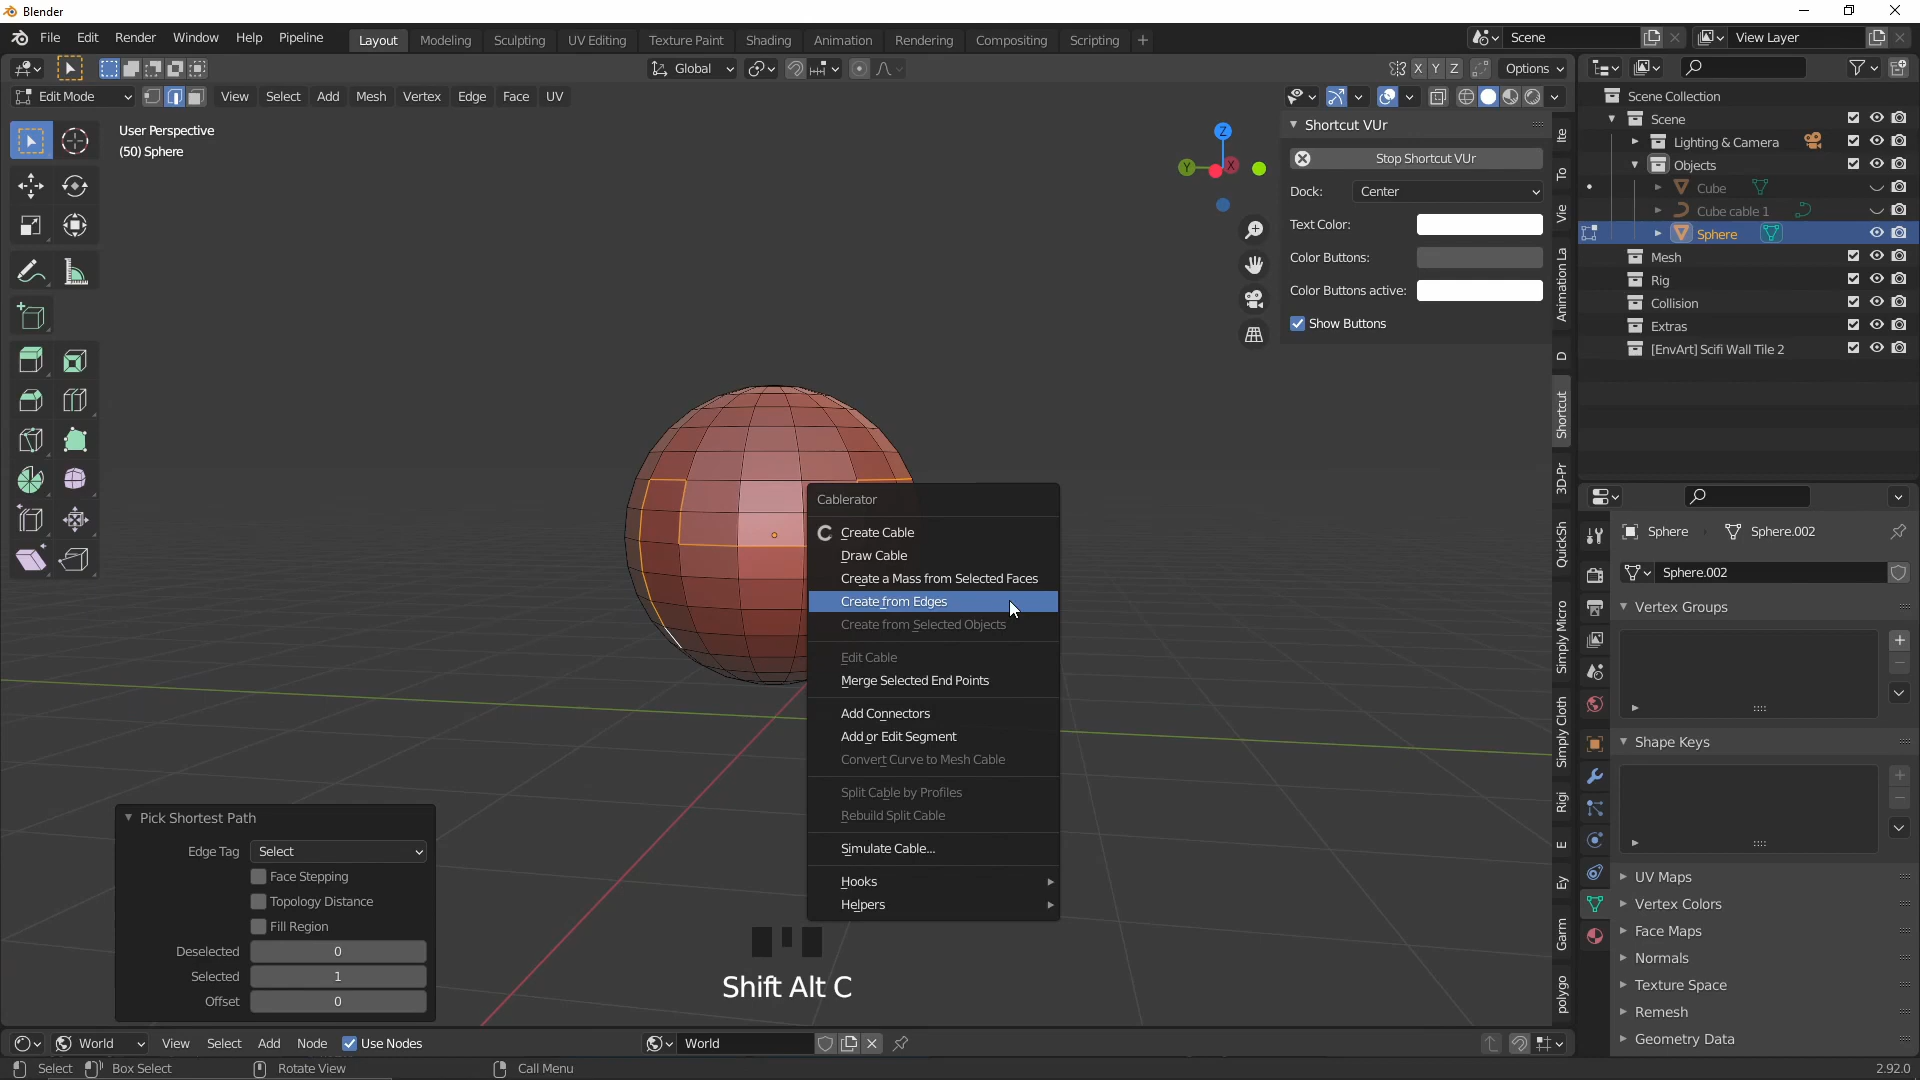 Blender
File Edit Render Window Help Pipeline
Layout Modeling Sculpting UV Editing Texture Paint Shading Animation Rendering Compositing Scripting +
Scene
View Layer
Global
X Y Z
Options
Edit Mode
View Select Add Mesh Vertex Edge Face UV
User Perspective
(50) Sphere
Z
Y
X
Shortcut VUr
Stop Shortcut VUr
Dock: Center
Text Color:
Color Buttons:
Color Buttons active:
Show Buttons
Ite
To
Vie
Animation La
D
Shortcut
3D-Pr
QuickSh
Simply Micro
Simply Cloth
Rigi
E
Ey
Garm
polygo
Scene Collection
Scene
Lighting & Camera
Objects
Cube
Cube cable 1
Sphere
Mesh
Rig
Collision
Extras
[EnvArt] Scifi Wall Tile 2
Sphere Sphere.002
Sphere.002
Vertex Groups
Shape Keys
UV Maps
Vertex Colors
Face Maps
Normals
Texture Space
Remesh
Geometry Data
Cablerator
Create Cable
Draw Cable
Create a Mass from Selected Faces
Create from Edges
Create from Selected Objects
Edit Cable
Merge Selected End Points
Add Connectors
Add or Edit Segment
Convert Curve to Mesh Cable
Split Cable by Profiles
Rebuild Split Cable
Simulate Cable...
Hooks
Helpers
Pick Shortest Path
Edge Tag Select
Face Stepping
Topology Distance
Fill Region
Deselected 0
Selected 1
Offset 0
Shift Alt C
World View Select Add Node Use Nodes
World
Select Box Select Rotate View Call Menu
2.92.0